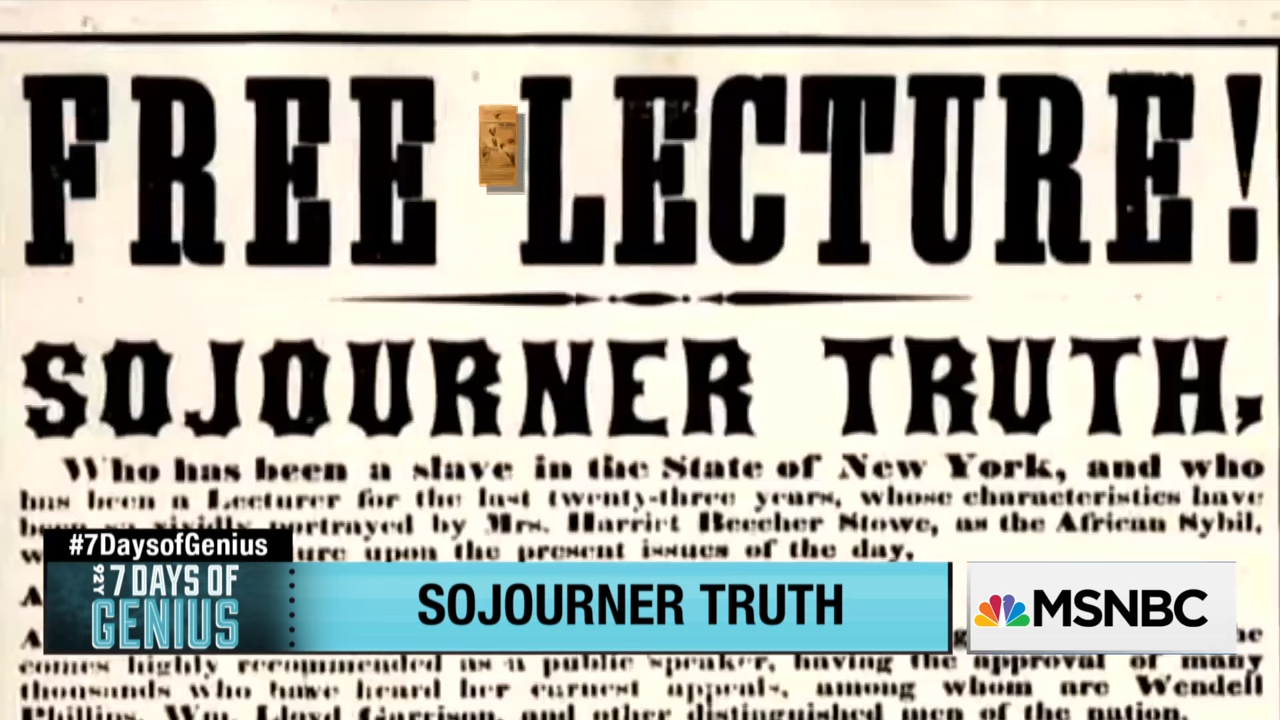 FREE LECTURE!
SOJOURNER TRUTH,
Who has been a slave in the State of New York, and who
has been a Lecturer for the last twenty-three years, whose characteristics have
been so vividly portrayed by Mrs. Harriet Beecher Stowe, as the African Sybil,
upon the present issues of the day,
#7DaysofGenius
92Y 7 DAYS OF
GENIUS
SOJOURNER TRUTH
MSNBC
comes highly recommended as a public speaker, having the approval of many
thousands who have heard her earnest appeals, among whom are Wendell
Phillips, Wm. Lloyd Garrison, and other distinguished men of the nation.